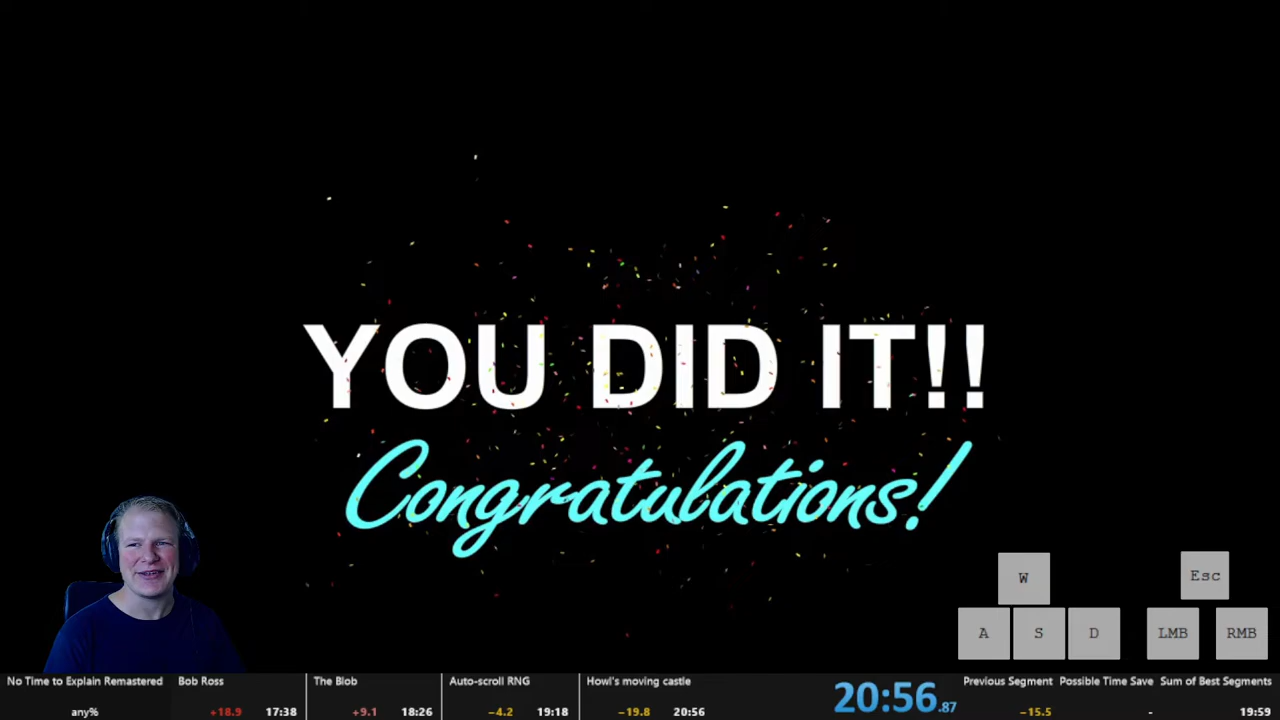 YOU DID IT!!
Congratulations!
W
Esc
A S D LMB RMB
No Time to Explain Remastered Bob Ross The Blob Auto-scroll RNG Howl's moving castle 20:56.87 Previous Segment Possible Time Save Sum of Best Segments
any% +18.9 17:38 +9.1 18:26 −4.2 19:18 −19.8 20:56 −15.5 - 19:59